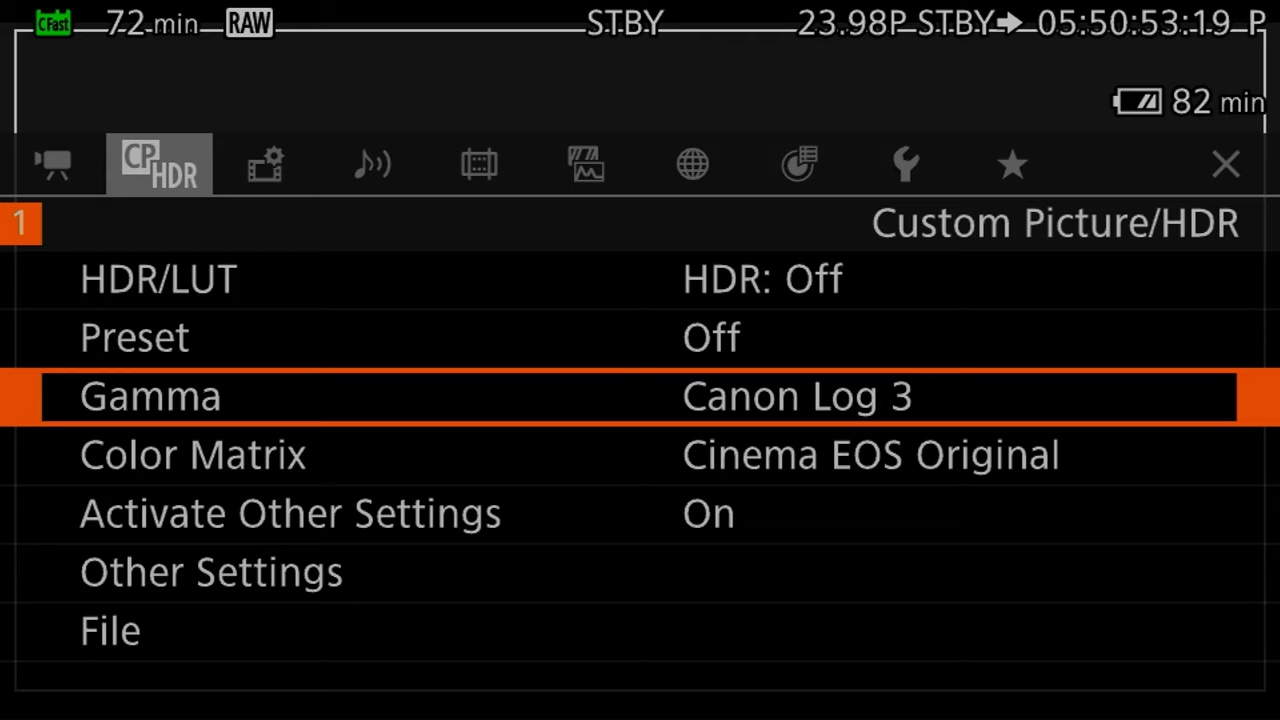 CFast 72 min RAW STBY 23.98P STBY➡ 05:50:53:19 P
82 min
CP HDR
1 Custom Picture/HDR
HDR/LUT HDR: Off
Preset Off
Gamma Canon Log 3
Color Matrix Cinema EOS Original
Activate Other Settings On
Other Settings
File